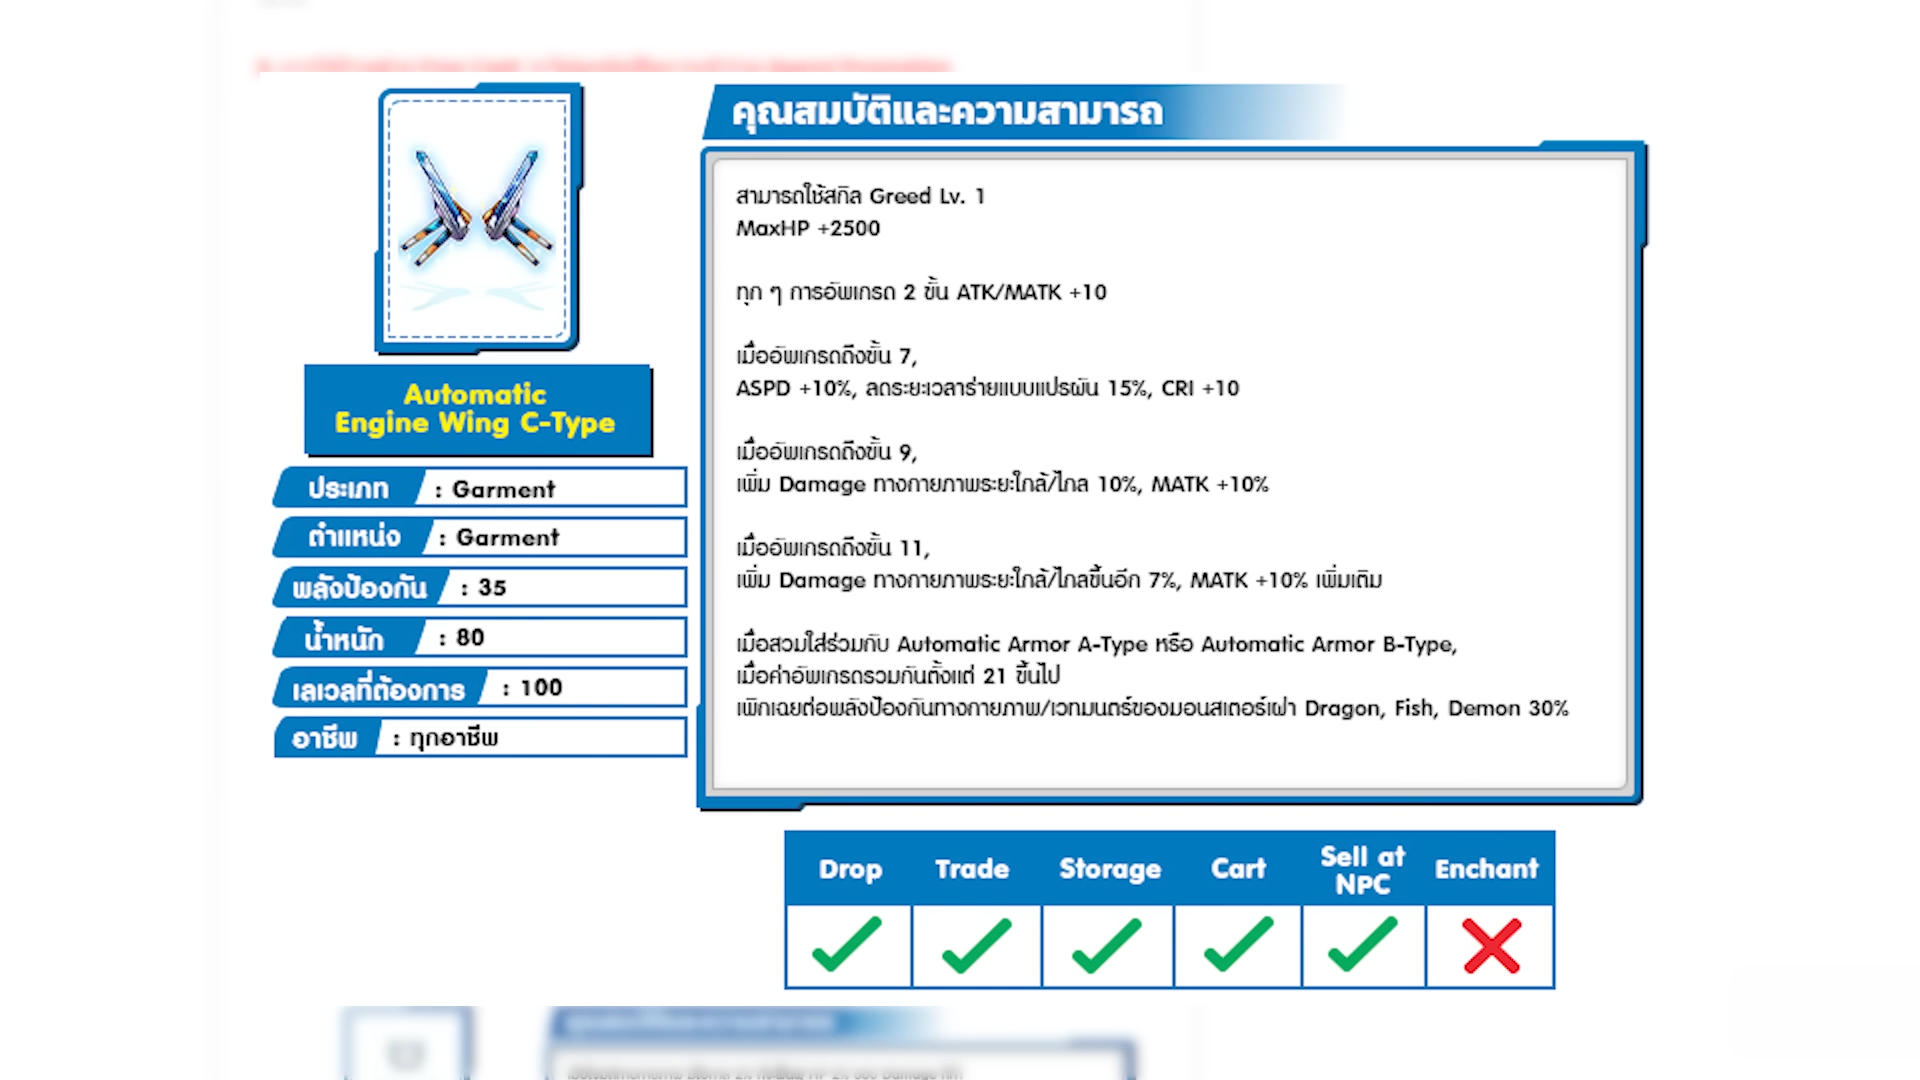 คุณสมบัติและความสามารถ
สามารถใช้สกิล Greed Lv. 1
MaxHP +2500
ทุก ๆ การอัพเกรด 2 ขั้น ATK/MATK +10
เมื่ออัพเกรดถึงขั้น 7,
ASPD +10%, ลดระยะเวลาร่ายแบบแปรผัน 15%, CRI +10
เมื่ออัพเกรดถึงขั้น 9,
เพิ่ม Damage ทางกายภาพระยะใกล้/ไกล 10%, MATK +10%
เมื่ออัพเกรดถึงขั้น 11,
เพิ่ม Damage ทางกายภาพระยะใกล้/ไกลขึ้นอีก 7%, MATK +10% เพิ่มเติม
เมื่อสวมใส่ร่วมกับ Automatic Armor A-Type หรือ Automatic Armor B-Type,
เมื่อค่าอัพเกรดรวมกันตั้งแต่ 21 ขึ้นไป
เพิกเฉยต่อพลังป้องกันทางกายภาพ/เวทมนตร์ของมอนสเตอร์เผ่า Dragon, Fish, Demon 30%
Automatic
Engine Wing C-Type
ประเภท : Garment
ตำแหน่ง : Garment
พลังป้องกัน : 35
น้ำหนัก : 80
เลเวลที่ต้องการ : 100
อาชีพ : ทุกอาชีพ
Drop Trade Storage Cart Sell at NPC Enchant